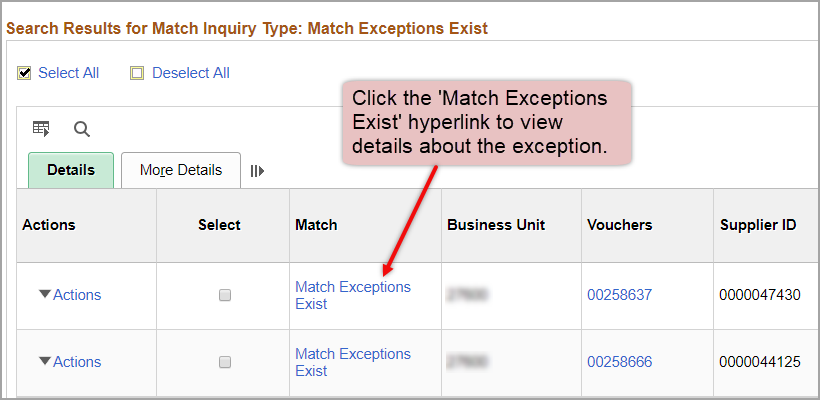 Search Results for Match Inquiry Type: Match Exceptions Exist
Select All
Deselect All
Click the 'Match Exceptions
Exist' hyperlink to view
details about the exception.
Details
More Details
Actions
Select
Match
Business Unit
Vouchers
Supplier ID
Actions
Match Exceptions
Exist
00258637
0000047430
Actions
Match Exceptions
Exist
00258666
0000044125